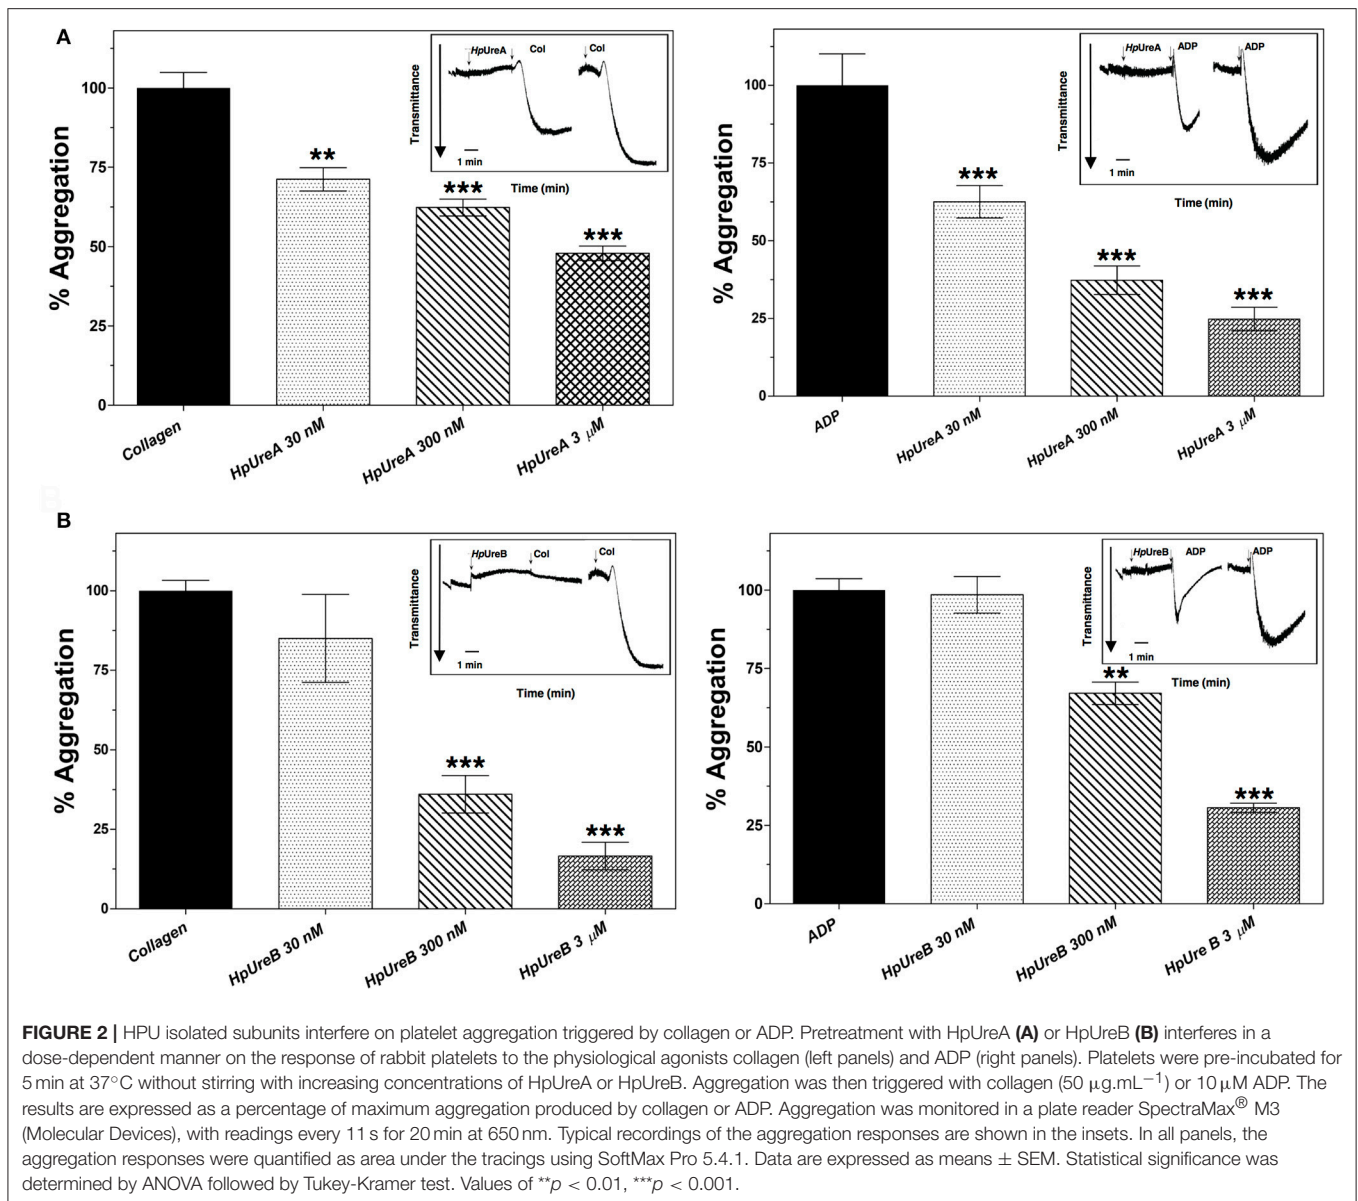 A
% Aggregation
100
75
50
25
0
**
***
***
Collagen
HpUreA 30 nM
HpUreA 300 nM
HpUreA 3 μM
Transmittance
HpUreA
Col
Col
1 min
Time (min)
% Aggregation
100
75
50
25
0
***
***
***
ADP
HpUreA 30 nM
HpUreA 300 nM
HpUreA 3 μM
Transmittance
HpUreA
ADP
ADP
1 min
Time (min)
B
B
% Aggregation
100
75
50
25
0
***
***
Collagen
HpUreB 30 nM
HpUreB 300 nM
HpUreB 3 μM
Transmittance
HpUreB
Col
Col
1 min
Time (min)
% Aggregation
100
75
50
25
0
**
***
ADP
HpUreB 30 nM
HpUreB 300 nM
HpUre B 3 μM
Transmittance
HpUreB
ADP
ADP
1 min
Time (min)
FIGURE 2 | HPU isolated subunits interfere on platelet aggregation triggered by collagen or ADP. Pretreatment with HpUreA (A) or HpUreB (B) interferes in a
dose-dependent manner on the response of rabbit platelets to the physiological agonists collagen (left panels) and ADP (right panels). Platelets were pre-incubated for
5 min at 37°C without stirring with increasing concentrations of HpUreA or HpUreB. Aggregation was then triggered with collagen (50 μg.mL⁻¹) or 10 μM ADP. The
results are expressed as a percentage of maximum aggregation produced by collagen or ADP. Aggregation was monitored in a plate reader SpectraMax® M3
(Molecular Devices), with readings every 11 s for 20 min at 650 nm. Typical recordings of the aggregation responses are shown in the insets. In all panels, the
aggregation responses were quantified as area under the tracings using SoftMax Pro 5.4.1. Data are expressed as means ± SEM. Statistical significance was
determined by ANOVA followed by Tukey-Kramer test. Values of **p < 0.01, ***p < 0.001.